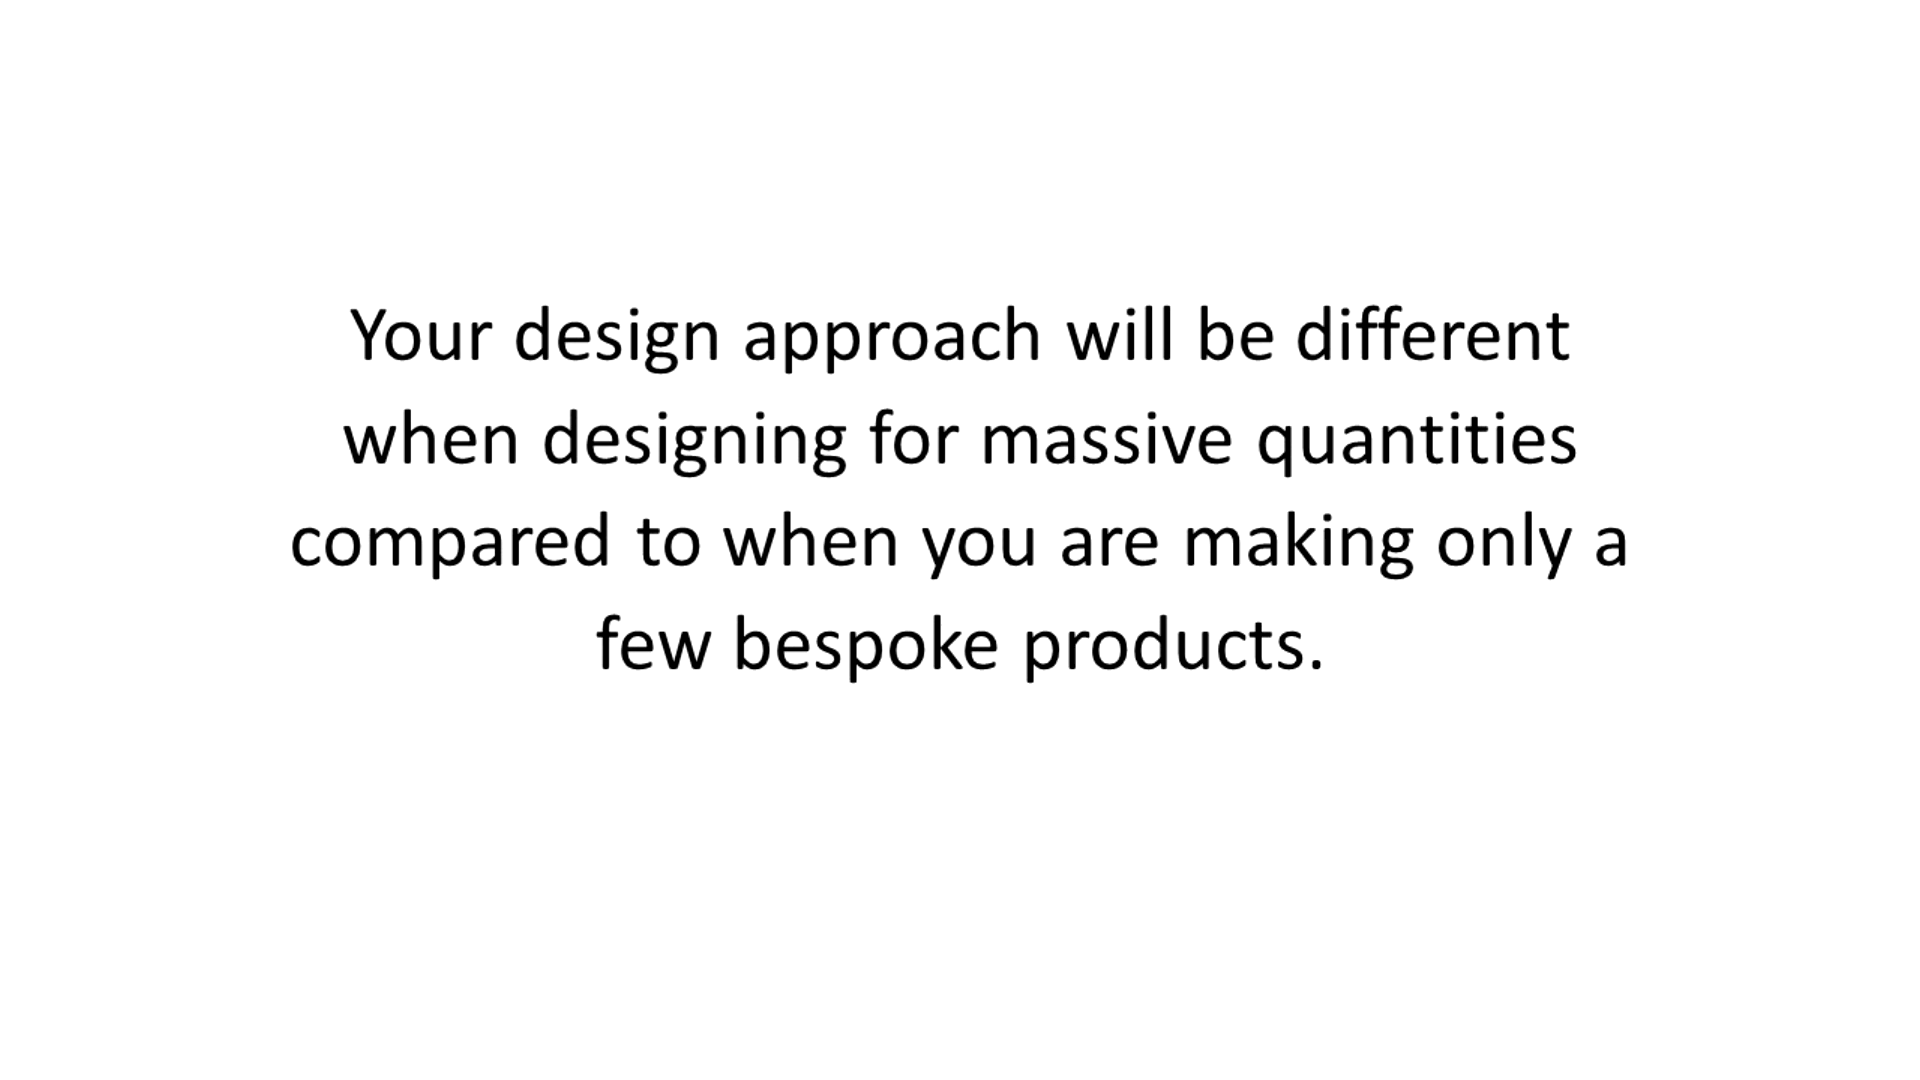 Your design approach will be different
when designing for massive quantities
compared to when you are making only a
few bespoke products.